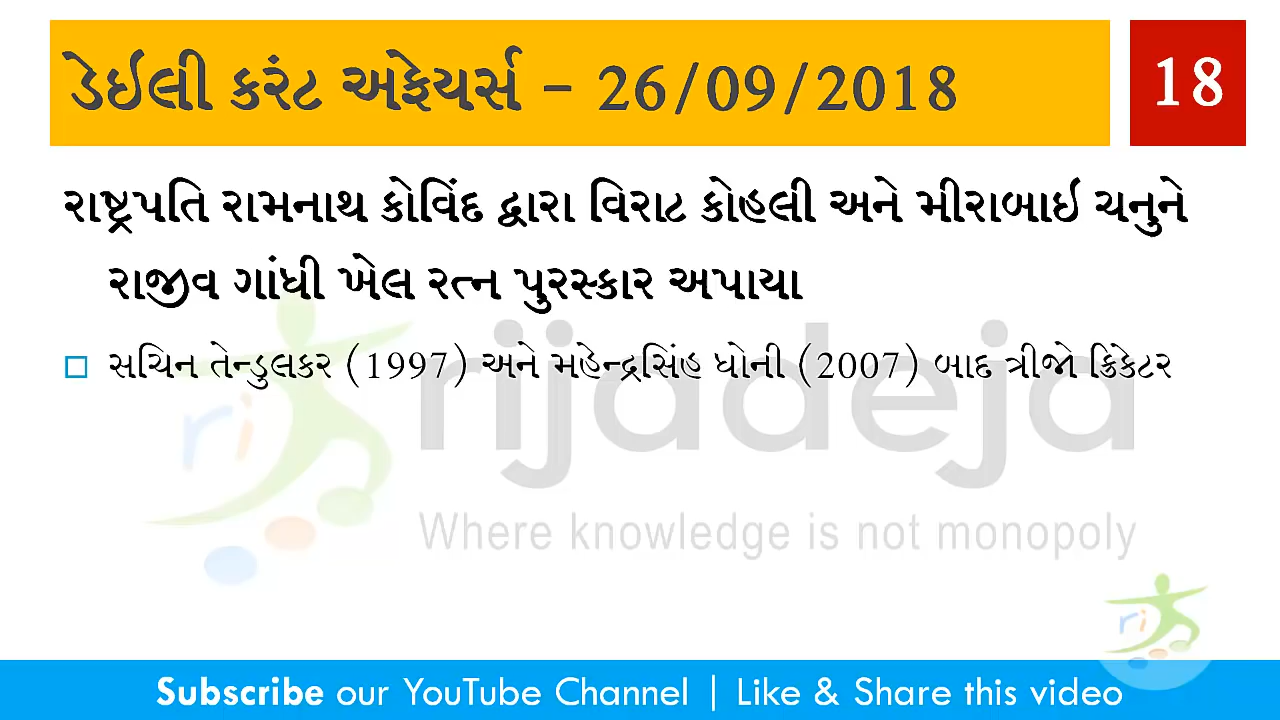 ડેઈલી કરંટ અફેયર્સ – 26/09/2018
18
રાષ્ટ્રપતિ રામનાથ કોવિંદ દ્વારા વિરાટ કોહલી અને મીરાબાઇ ચનુને
રાજીવ ગાંધી ખેલ રત્ન પુરસ્કાર અપાયા
સચિન તેન્ડુલકર (1997) અને મહેન્દ્રસિંહ ધોની (2007) બાદ ત્રીજો ક્રિકેટર
ri rijadeja
Where knowledge is not monopoly
ri
Subscribe our YouTube Channel | Like & Share this video